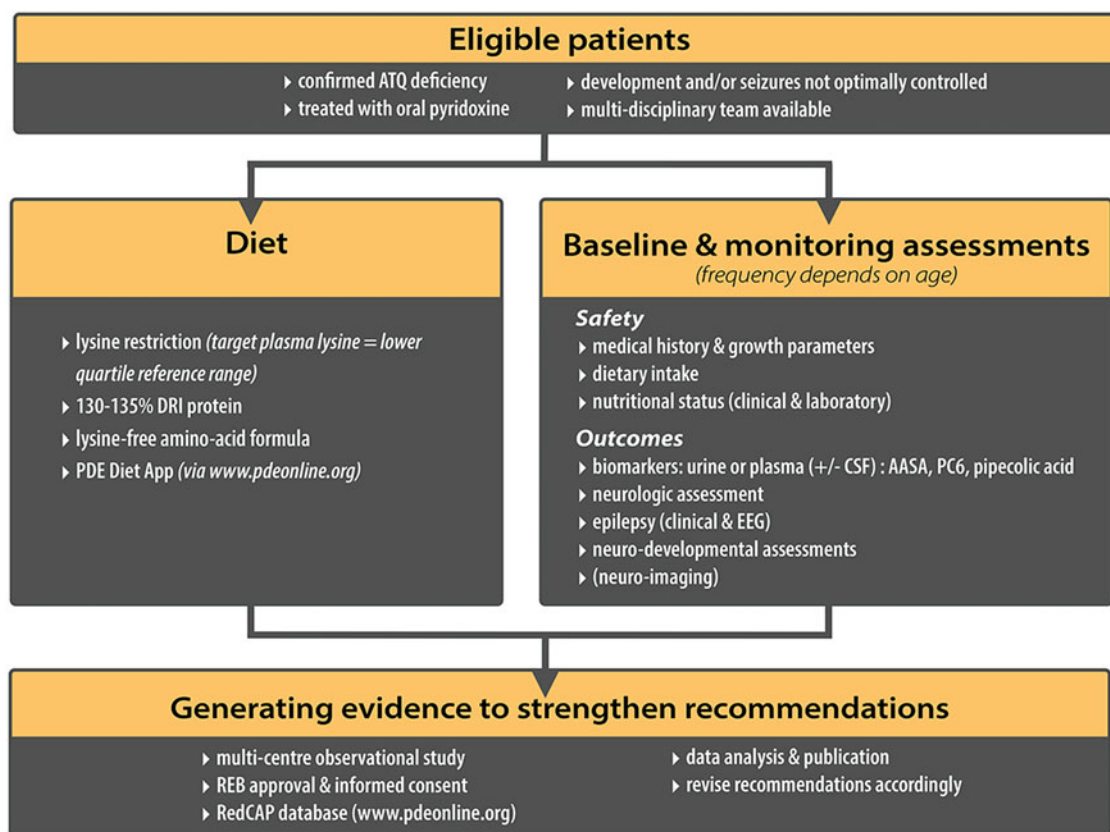 Eligible patients
▸ confirmed ATQ deficiency
▸ treated with oral pyridoxine
▸ development and/or seizures not optimally controlled
▸ multi-disciplinary team available
Diet
▸ lysine restriction (target plasma lysine = lower
quartile reference range)
▸ 130-135% DRI protein
▸ lysine-free amino-acid formula
▸ PDE Diet App (via www.pdeonline.org)
Baseline & monitoring assessments
(frequency depends on age)
Safety
▸ medical history & growth parameters
▸ dietary intake
▸ nutritional status (clinical & laboratory)
Outcomes
▸ biomarkers: urine or plasma (+/- CSF) : AASA, PC6, pipecolic acid
▸ neurologic assessment
▸ epilepsy (clinical & EEG)
▸ neuro-developmental assessments
▸ (neuro-imaging)
Generating evidence to strengthen recommendations
▸ multi-centre observational study
▸ REB approval & informed consent
▸ RedCAP database (www.pdeonline.org)
▸ data analysis & publication
▸ revise recommendations accordingly